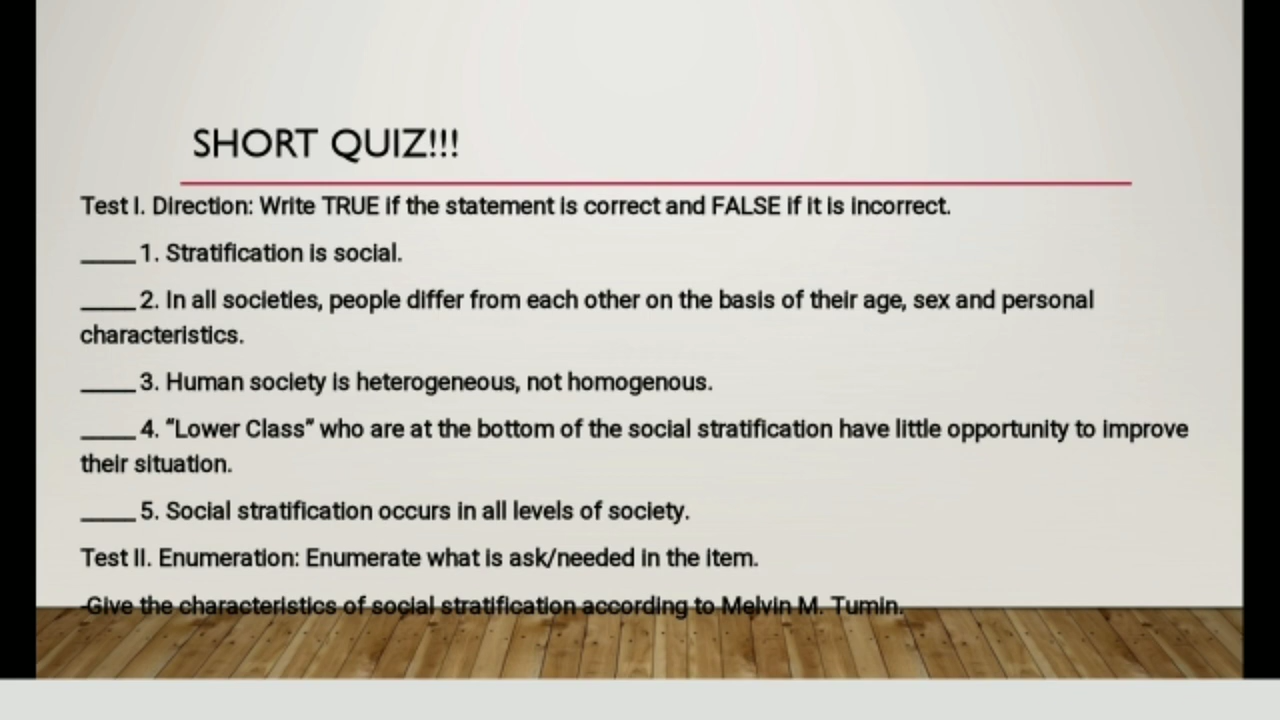 SHORT QUIZ!!!
Test I. Direction: Write TRUE if the statement is correct and FALSE if it is incorrect.
_____ 1. Stratification is social.
_____ 2. In all societies, people differ from each other on the basis of their age, sex and personal
characteristics.
_____ 3. Human society is heterogeneous, not homogenous.
_____ 4. “Lower Class” who are at the bottom of the social stratification have little opportunity to improve
their situation.
_____ 5. Social stratification occurs in all levels of society.
Test II. Enumeration: Enumerate what is ask/needed in the item.
-Give the characteristics of social stratification according to Melvin M. Tumin.